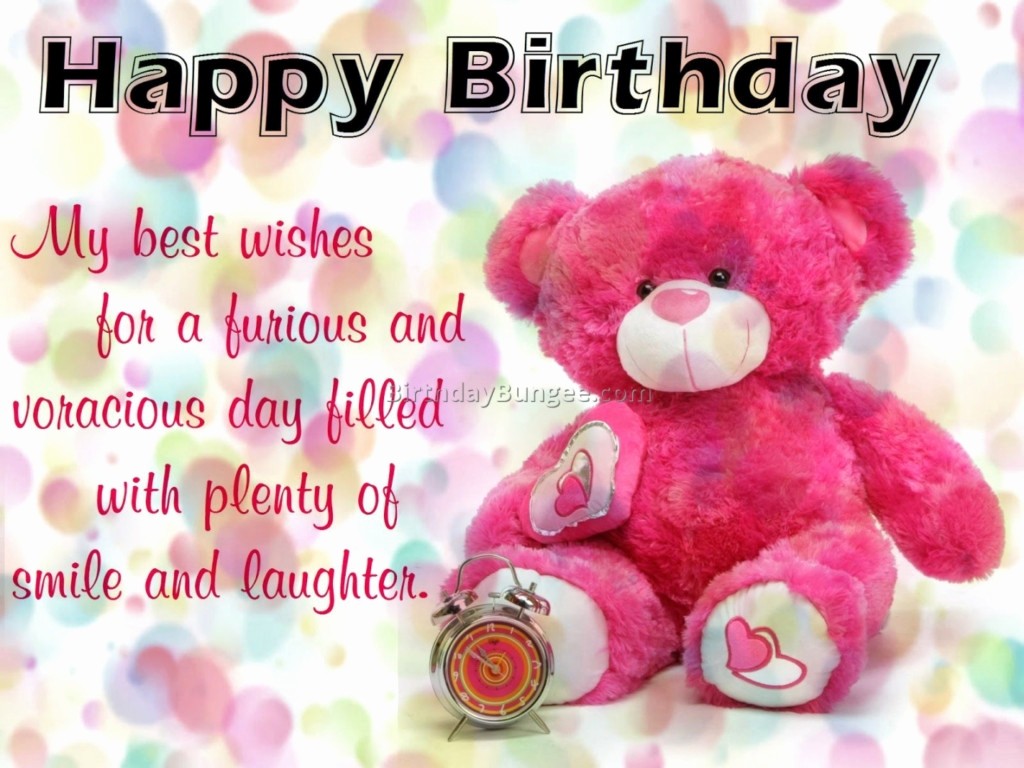 Happy Birthday
My best wishes
for a furious and
voracious day filled
with plenty of
smile and laughter.
BirthdayBungee.com